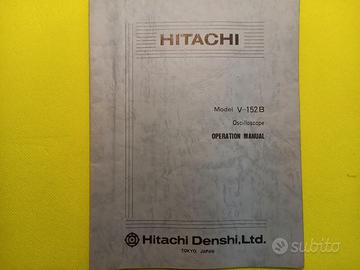 HITACHI
Model V-152B
Oscilloscope
OPERATION MANUAL
Hitachi Denshi, Ltd.
TOKYO, JAPAN
subito